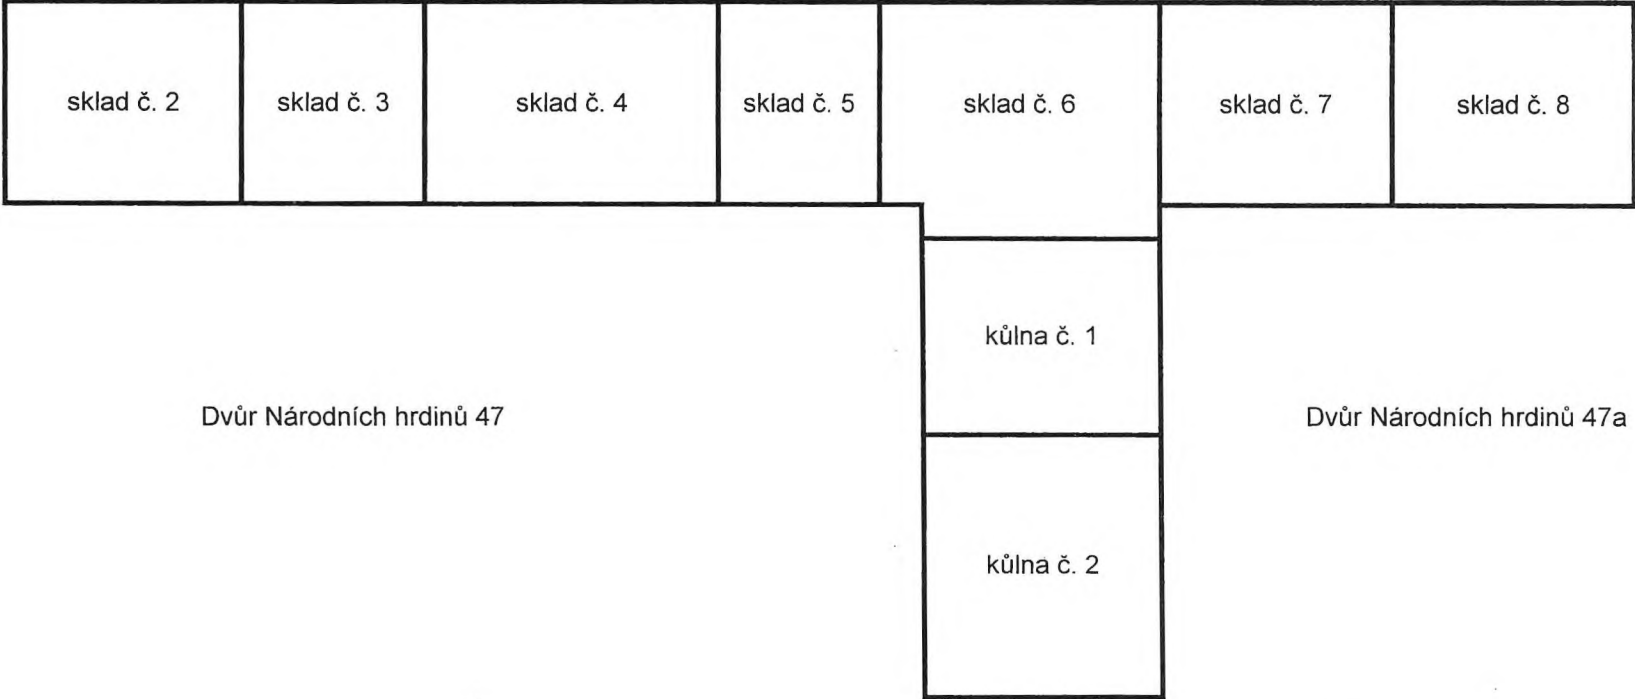 sklad č. 2
sklad č. 3
sklad č. 4
sklad č. 5
sklad č. 6
sklad č. 7
sklad č. 8
kůlna č. 1
Dvůr Národních hrdinů 47
Dvůr Národních hrdinů 47a
kůlna č. 2